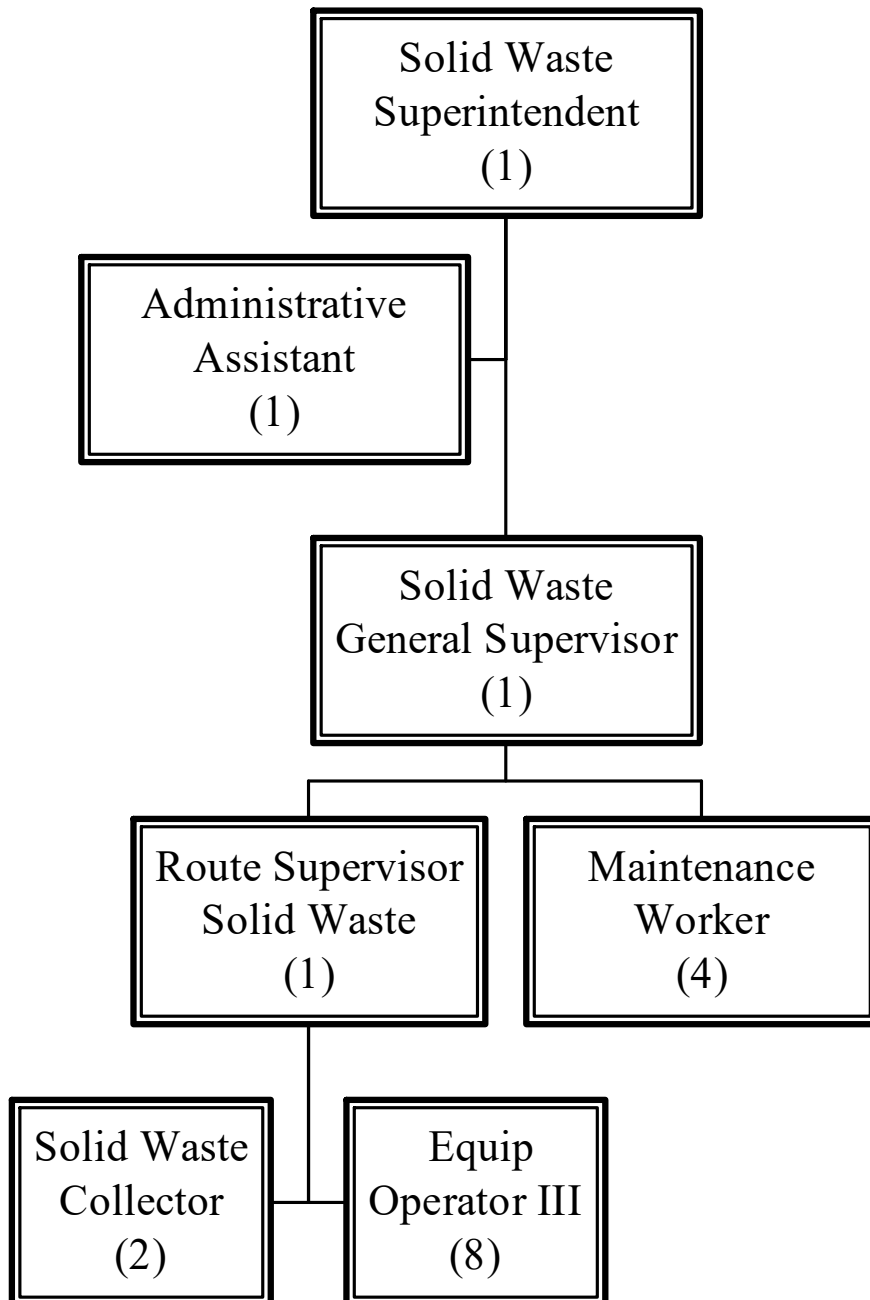 Solid Waste
Superintendent
(1)
Administrative
Assistant
(1)
Solid Waste
General Supervisor
(1)
Route Supervisor
Solid Waste
(1)
Maintenance
Worker
(4)
Solid Waste
Collector
(2)
Equip
Operator III
(8)